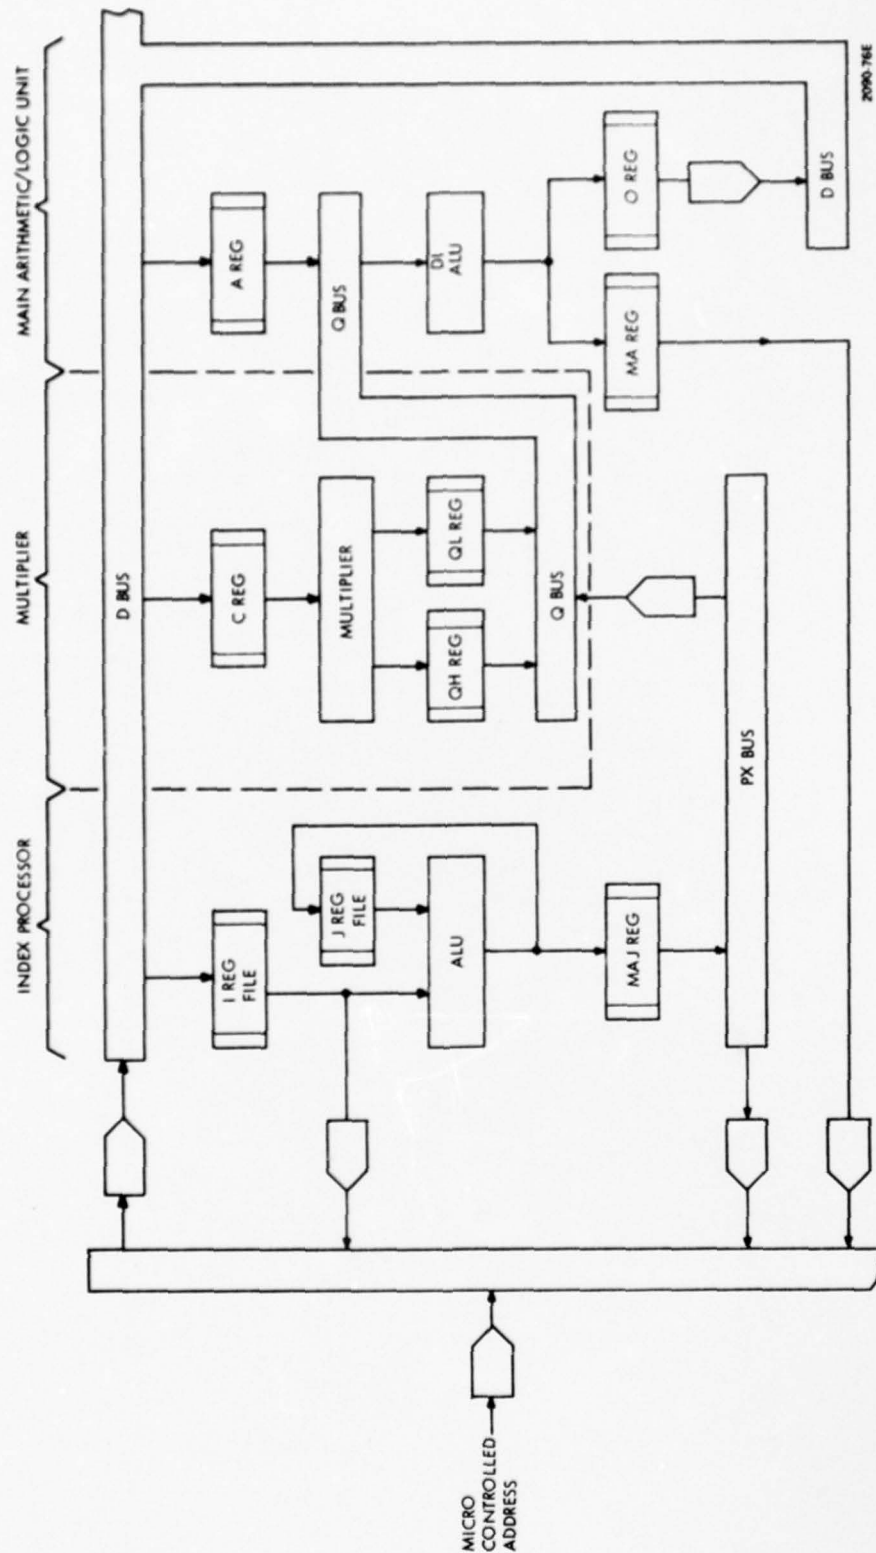 INDEX PROCESSOR
MULTIPLIER
MAIN ARITHMETIC/LOGIC UNIT
D BUS
I REG
FILE
C REG
A REG
J REG
FILE
MULTIPLIER
Q BUS
ALU
QH REG
QL REG
DI
ALU
Q BUS
MAJ REG
MA REG
O REG
PX BUS
D BUS
MICRO
CONTROLLED
ADDRESS
2090-76E